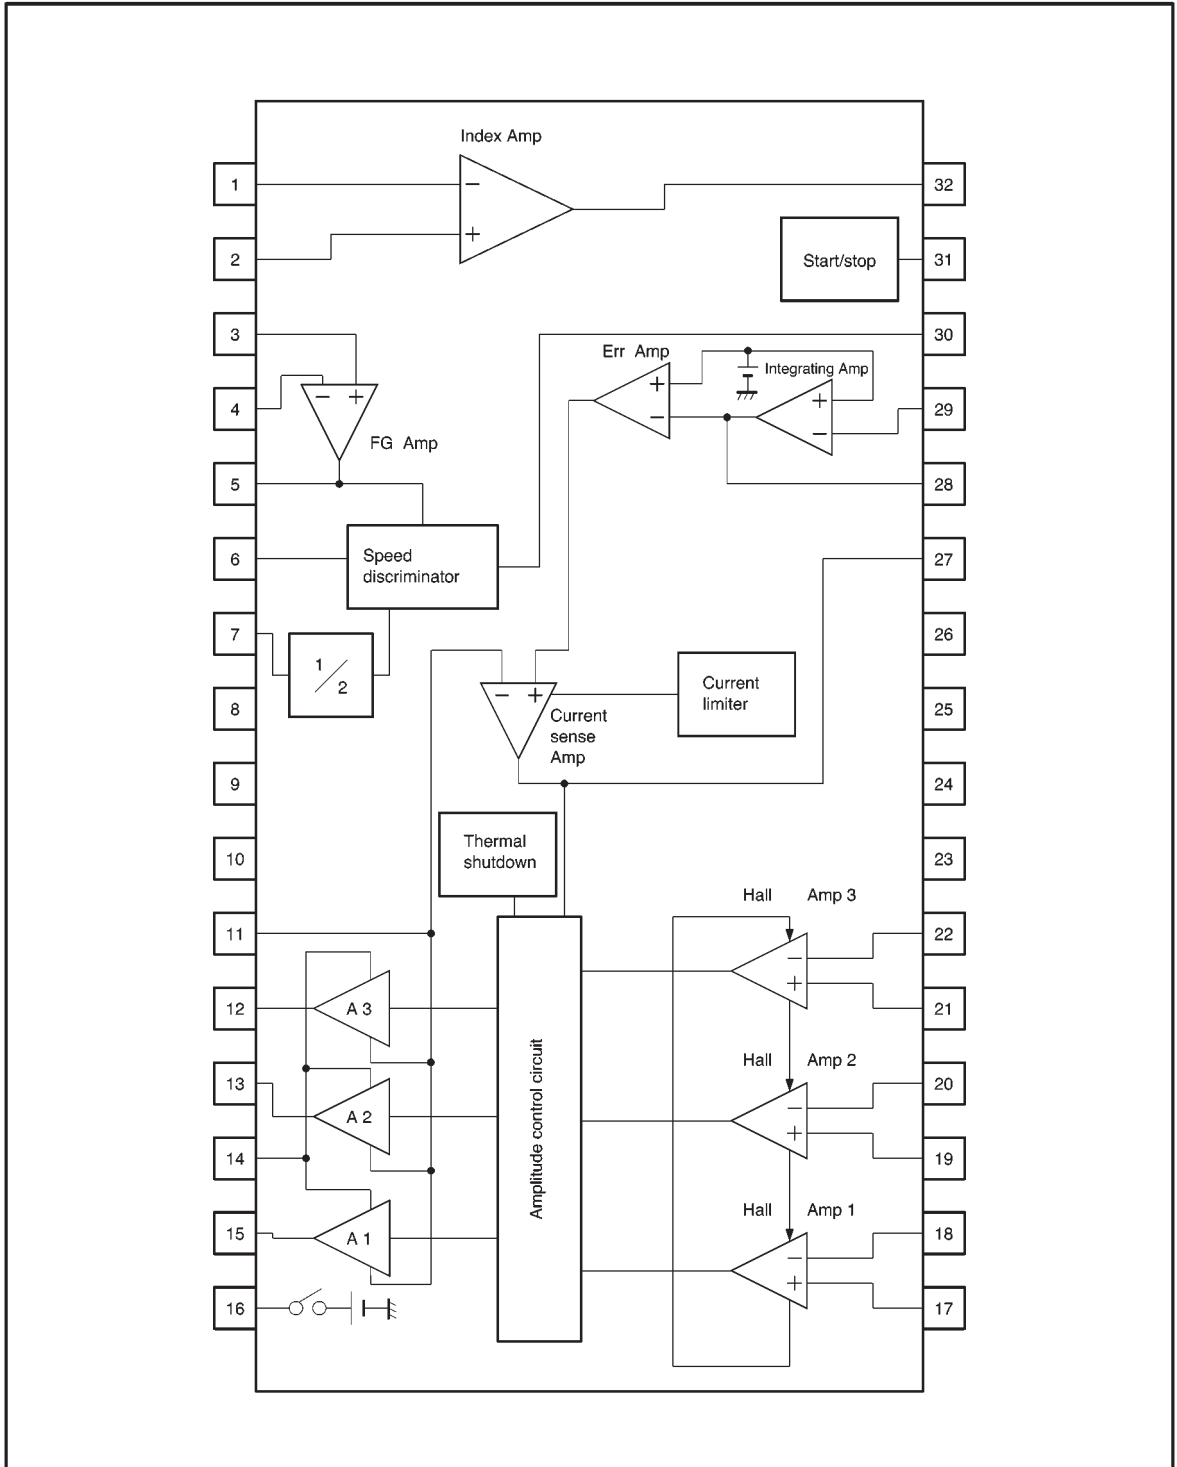 Index Amp
1
−
32
2
+
Start/stop
31
3
30
Err Amp
Integrating Amp
+
+
4
− +
−
−
29
FG Amp
5
28
6
Speed
discriminator
27
7
26
1/2
Current
limiter
− +
8
Current
sense
Amp
25
9
24
Thermal
shutdown
10
23
Hall Amp 3
11
22
−
+
12
A 3
21
Amplitude control circuit
Hall Amp 2
13
20
−
A 2
+
14
19
Hall Amp 1
15
A 1
18
−
+
16
17